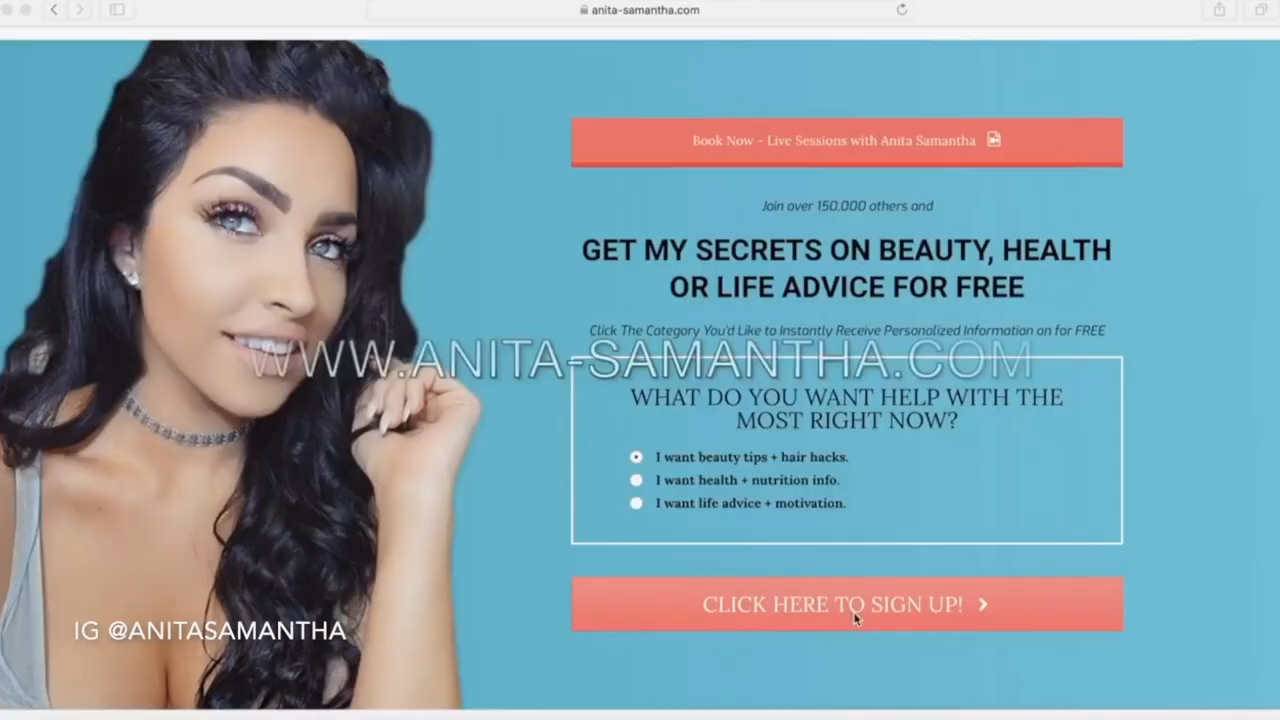 anita-samantha.com
Book Now - Live Sessions with Anita Samantha
Join over 150,000 others and
GET MY SECRETS ON BEAUTY, HEALTH
OR LIFE ADVICE FOR FREE
Click The Category You'd Like to Instantly Receive Personalized Information on for FREE
WWW.ANITA-SAMANTHA.COM
WHAT DO YOU WANT HELP WITH THE
MOST RIGHT NOW?
I want beauty tips + hair hacks.
I want health + nutrition info.
I want life advice + motivation.
CLICK HERE TO SIGN UP!
IG @ANITASAMANTHA